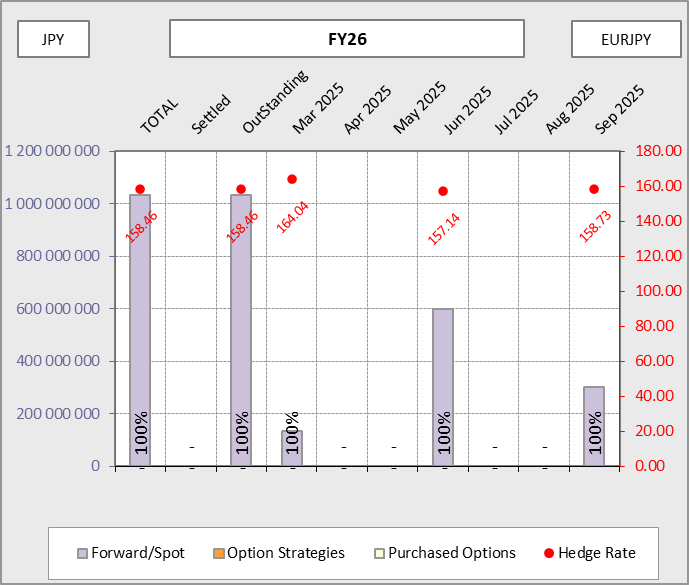 JPY
FY26
EURJPY
TOTAL
Settled
OutStanding
Mar 2025
Apr 2025
May 2025
Jun 2025
Jul 2025
Aug 2025
Sep 2025
1 200 000 000
1 000 000 000
800 000 000
600 000 000
400 000 000
200 000 000
0
180.00
160.00
140.00
120.00
100.00
80.00
60.00
40.00
20.00
0.00
158.46
158.46
164.04
157.14
158.73
100%
-
100%
100%
-
-
100%
-
-
100%
- - - - - - - - - -
Forward/Spot
Option Strategies
Purchased Options
Hedge Rate